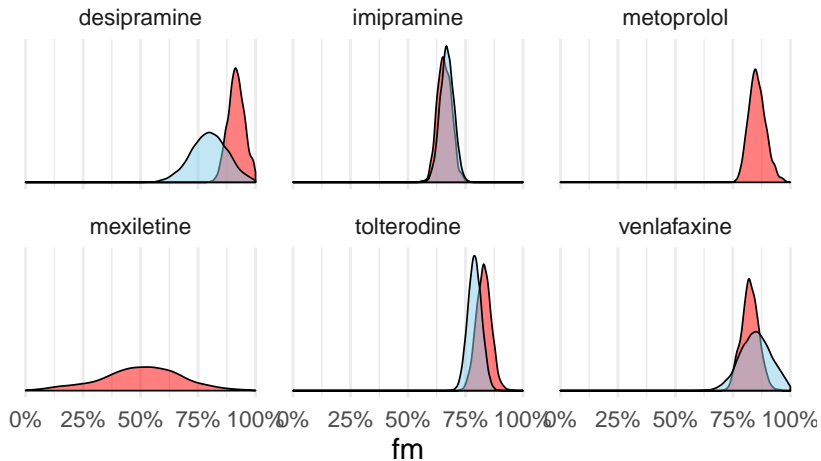 desipramine imipramine metoprolol
mexiletine tolterodine venlafaxine
0% 25% 50% 75% 100% 0% 25% 50% 75% 100% 0% 25% 50% 75% 100%
fm